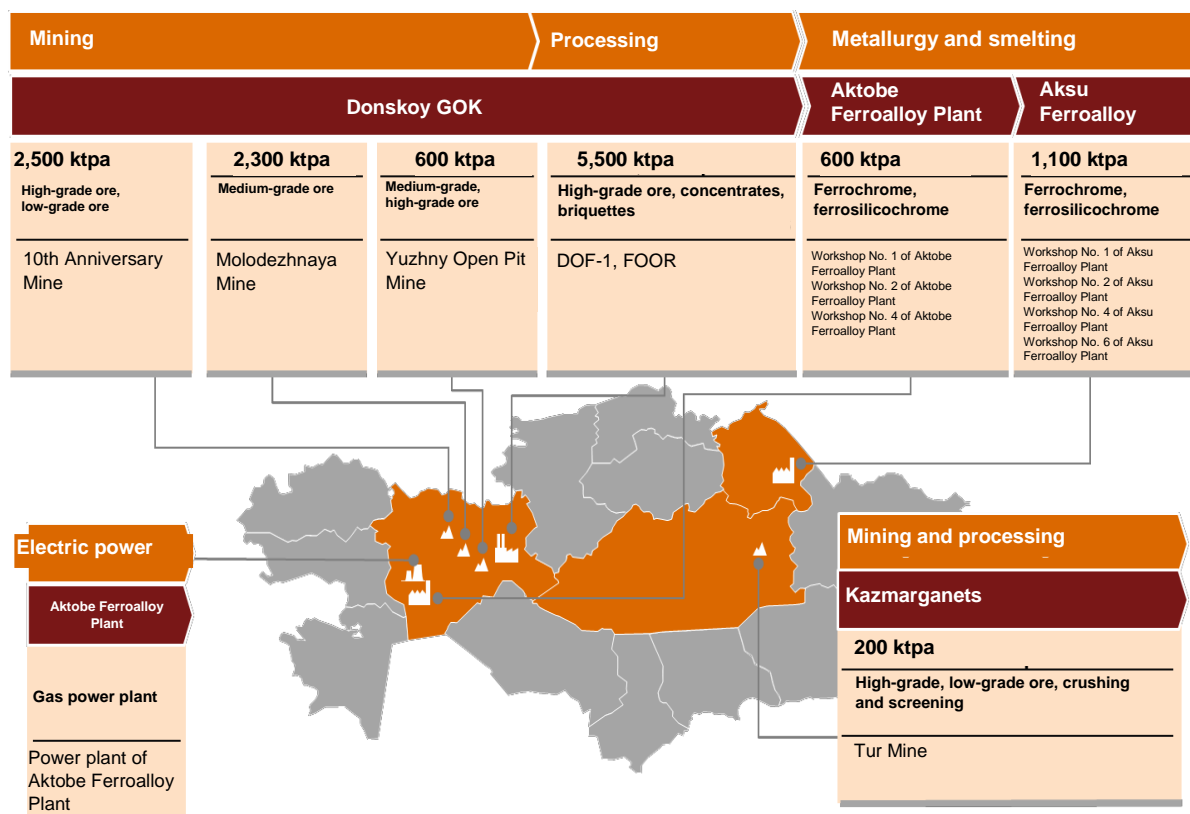 Mining
Processing
Metallurgy and smelting
Donskoy GOK
Aktobe
Ferroalloy Plant
Aksu
Ferroalloy
2,500 ktpa
High-grade ore,
low-grade ore
10th Anniversary
Mine
2,300 ktpa
Medium-grade ore
Molodezhnaya
Mine
600 ktpa
Medium-grade,
high-grade ore
Yuzhny Open Pit
Mine
5,500 ktpa
High-grade ore, concentrates,
briquettes
DOF-1, FOOR
600 ktpa
Ferrochrome,
ferrosilicochrome
Workshop No. 1 of Aktobe
Ferroalloy Plant
Workshop No. 2 of Aktobe
Ferroalloy Plant
Workshop No. 4 of Aktobe
Ferroalloy Plant
1,100 ktpa
Ferrochrome,
ferrosilicochrome
Workshop No. 1 of Aksu
Ferroalloy Plant
Workshop No. 2 of Aksu
Ferroalloy Plant
Workshop No. 4 of Aksu
Ferroalloy Plant
Workshop No. 6 of Aksu
Ferroalloy Plant
Electric power
Aktobe Ferroalloy
Plant
Gas power plant
Power plant of
Aktobe Ferroalloy
Plant
Mining and processing
Kazmarganets
200 ktpa
High-grade, low-grade ore, crushing
and screening
Tur Mine